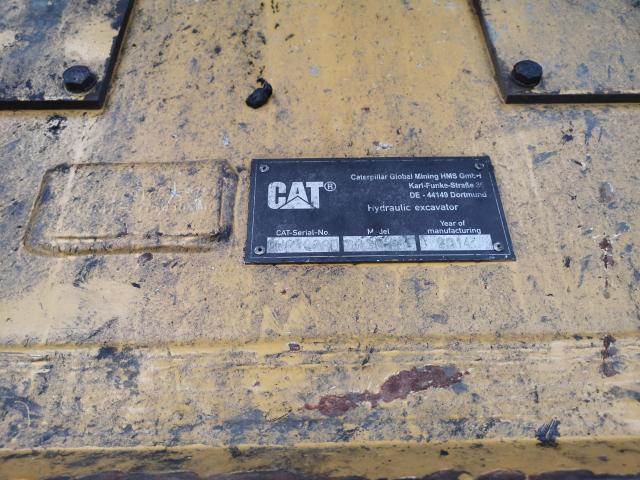 CAT®
Caterpillar Global Mining HMS GmbH
Karl-Funke-Straße
DE - 44149 Dortmund
Hydraulic excavator
CAT-Serial-No.
Model
Year of
manufacturing
2014